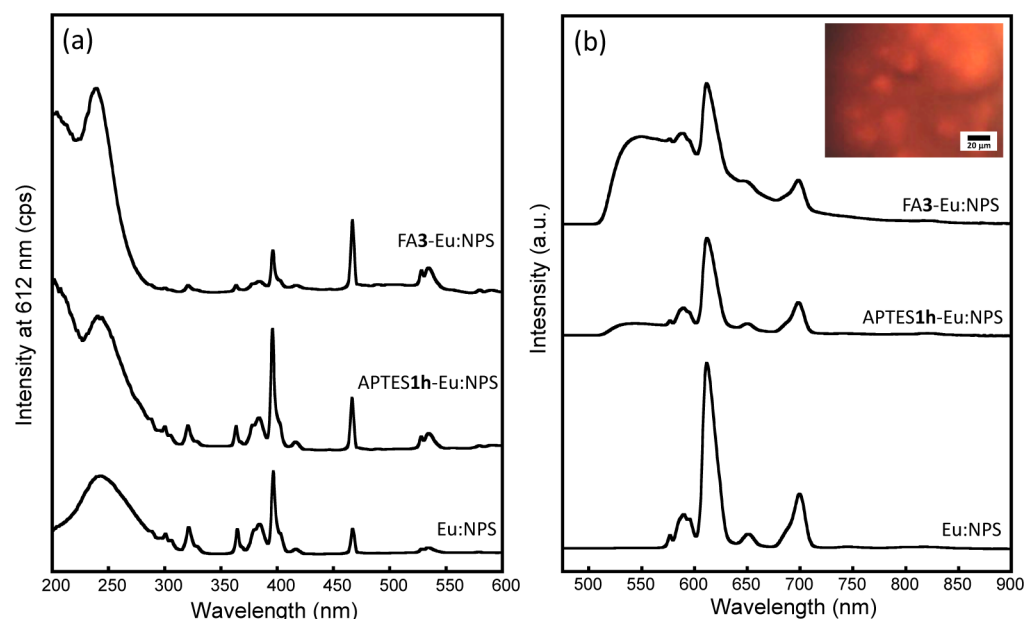 (a)
Intensity at 612 nm (cps)
FA3-Eu:NPS
APTES1h-Eu:NPS
Eu:NPS
200 250 300 350 400 450 500 550 600
Wavelength (nm)
(b)
20 µm
Intesnsity (a.u.)
FA3-Eu:NPS
APTES1h-Eu:NPS
Eu:NPS
500 550 600 650 700 750 800 850 900
Wavelength (nm)